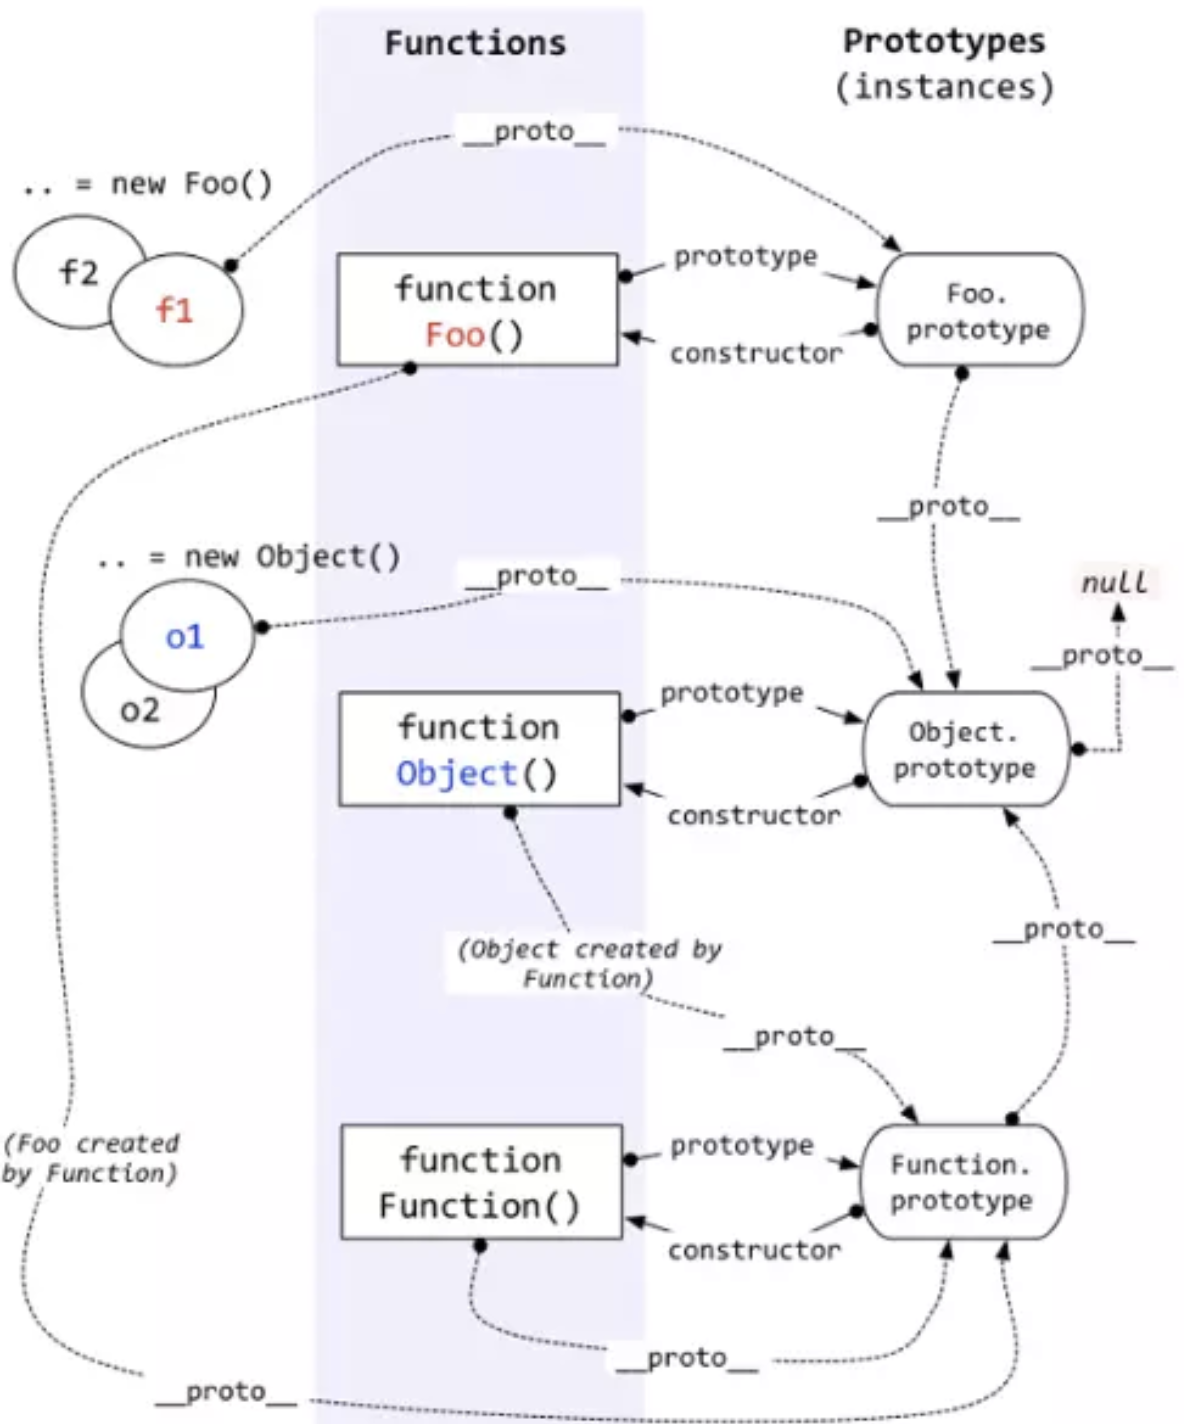 Functions
Prototypes
(instances)
__proto__
.. = new Foo()
f2
f1
function
Foo()
prototype
constructor
Foo.
prototype
__proto__
.. = new Object()
__proto__
null
__proto__
o1
o2
function
Object()
prototype
constructor
Object.
prototype
__proto__
(Object created by
Function)
__proto__
(Foo created
by Function)
function
Function()
prototype
constructor
Function.
prototype
__proto__
__proto__